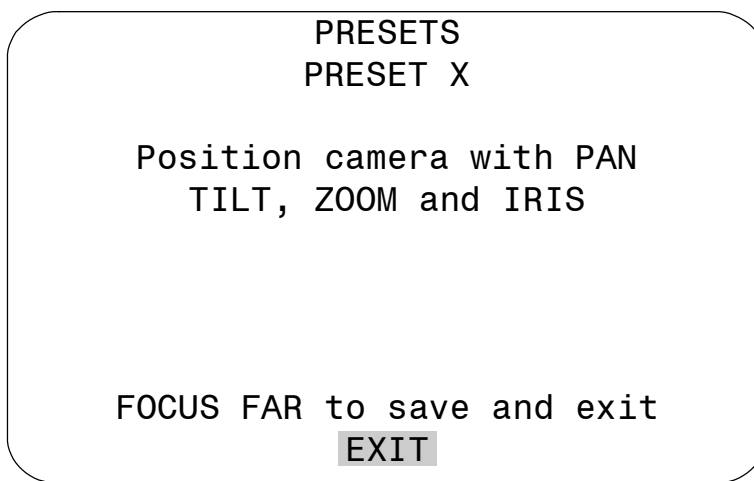 PRESETS
PRESET X
Position camera with PAN
TILT, ZOOM and IRIS
FOCUS FAR to save and exit
EXIT